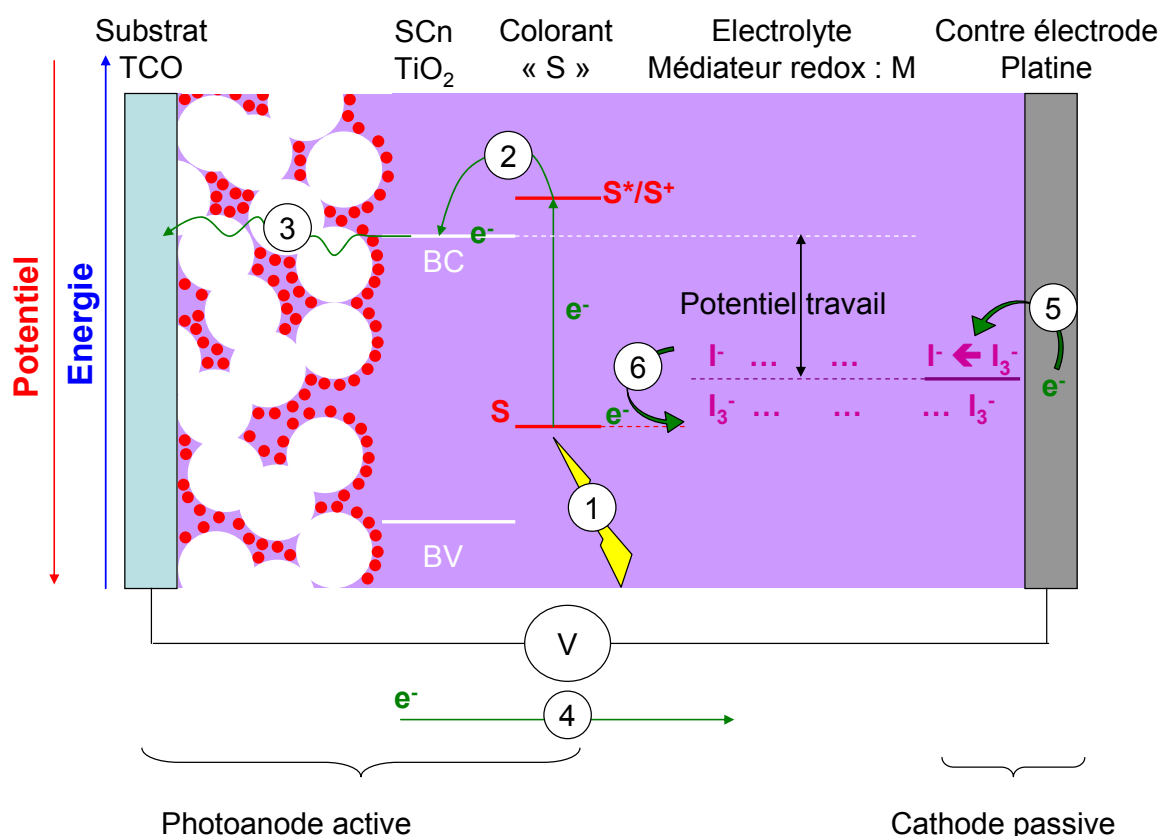 Substrat
TCO
SCn
TiO2
Colorant
« S »
Electrolyte
Médiateur redox : M
Contre électrode
Platine
Potentiel
Energie
2
S*/S+
3
e-
BC
e-
Potentiel travail
5
I- 🡄 I3-
I- ... ...
6
e-
I3- ... ... ... I3-
S
e-
1
BV
V
e-
4
Photoanode active
Cathode passive